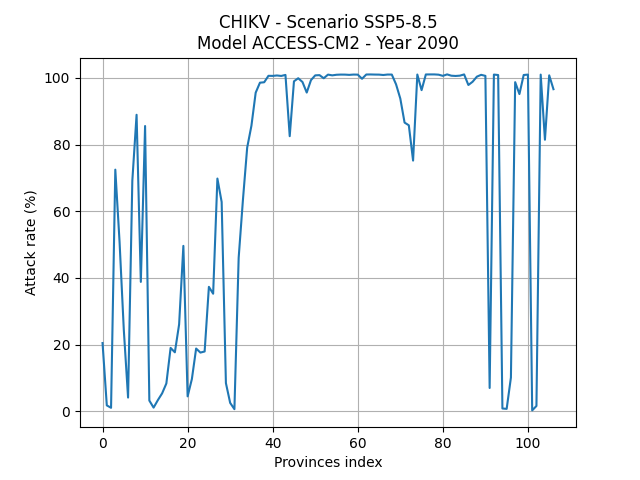 CHIKV - Scenario SSP5-8.5
Model ACCESS-CM2 - Year 2090
Attack rate (%)
100
80
60
40
20
0
0 20 40 60 80 100
Provinces index